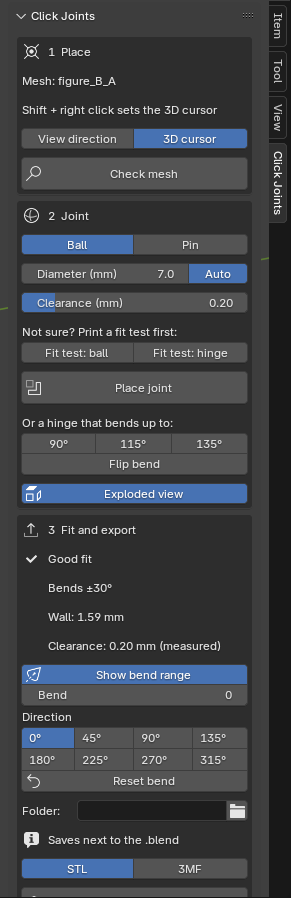 Click Joints
1 Place
Mesh: figure_B_A
Shift + right click sets the 3D cursor
View direction 3D cursor
Check mesh
2 Joint
Ball Pin
Diameter (mm) 7.0 Auto
Clearance (mm) 0.20
Not sure? Print a fit test first:
Fit test: ball Fit test: hinge
Place joint
Or a hinge that bends up to:
90° 115° 135°
Flip bend
Exploded view
3 Fit and export
Good fit
Bends ±30°
Wall: 1.59 mm
Clearance: 0.20 mm (measured)
Show bend range
Bend 0
Direction
0° 45° 90° 135°
180° 225° 270° 315°
Reset bend
Folder:
Saves next to the .blend
STL 3MF
Item
Tool
View
Click Joints